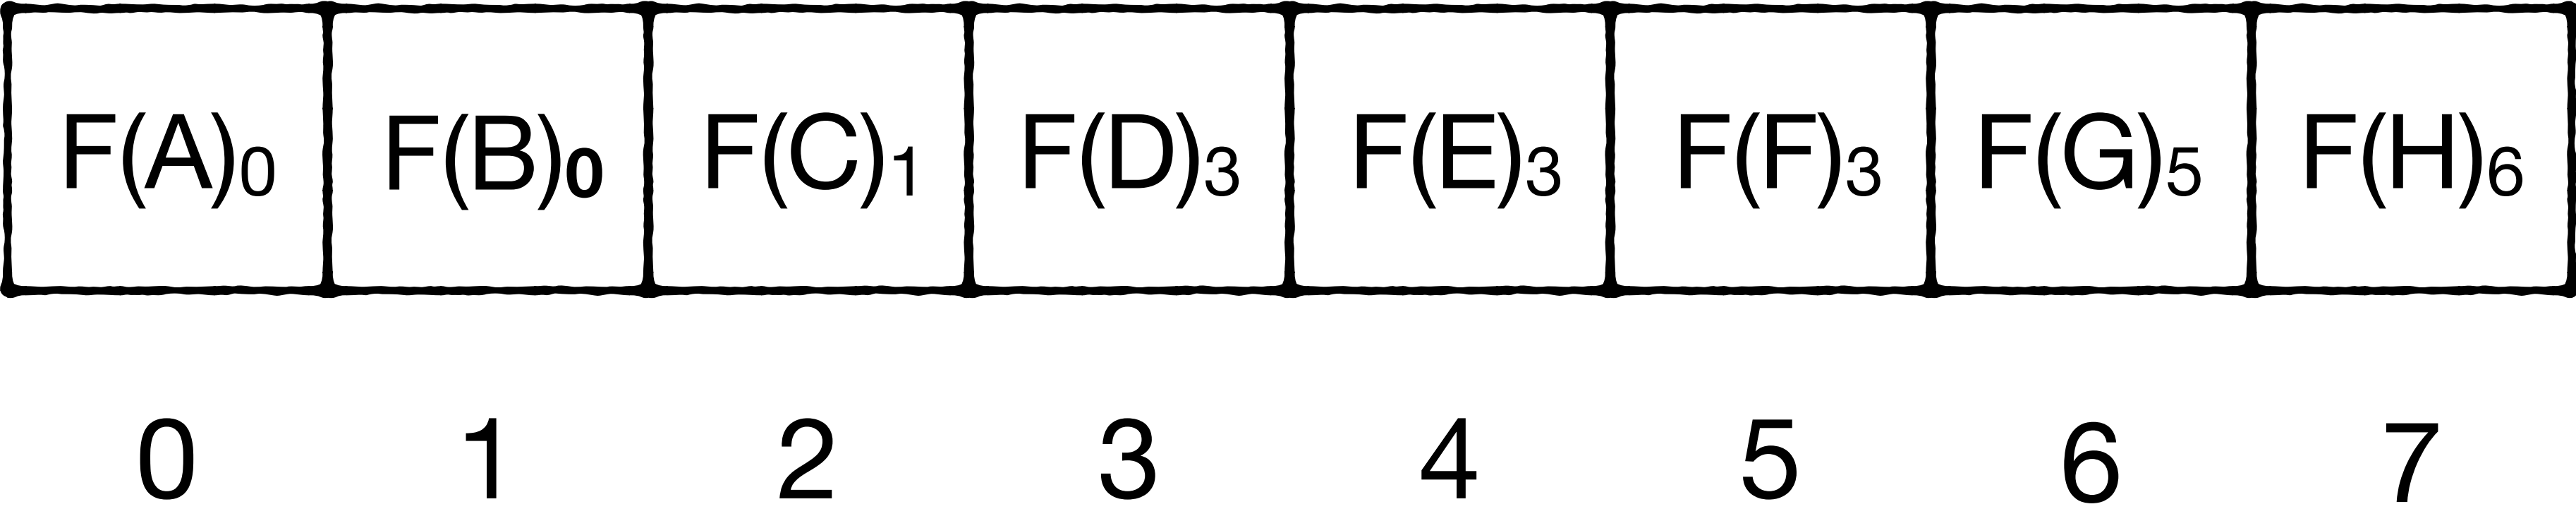 F(A)₀ F(B)₀ F(C)₁ F(D)₃ F(E)₃ F(F)₃ F(G)₅ F(H)₆
0 1 2 3 4 5 6 7